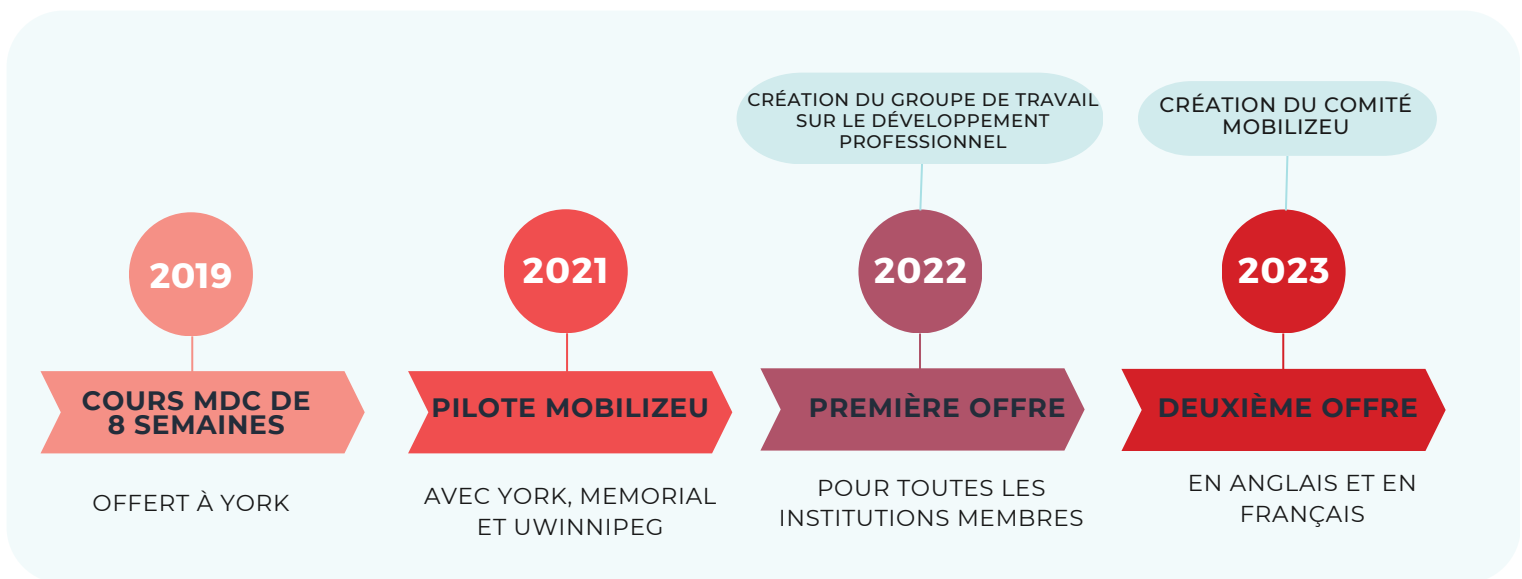 CRÉATION DU GROUPE DE TRAVAIL
SUR LE DÉVELOPPEMENT
PROFESSIONNEL
CRÉATION DU COMITÉ
MOBILIZEU
2019
2021
2022
2023
COURS MDC DE
8 SEMAINES
PILOTE MOBILIZEU
PREMIÈRE OFFRE
DEUXIÈME OFFRE
OFFERT À YORK
AVEC YORK, MEMORIAL
ET UWINNIPEG
POUR TOUTES LES
INSTITUTIONS MEMBRES
EN ANGLAIS ET EN
FRANÇAIS